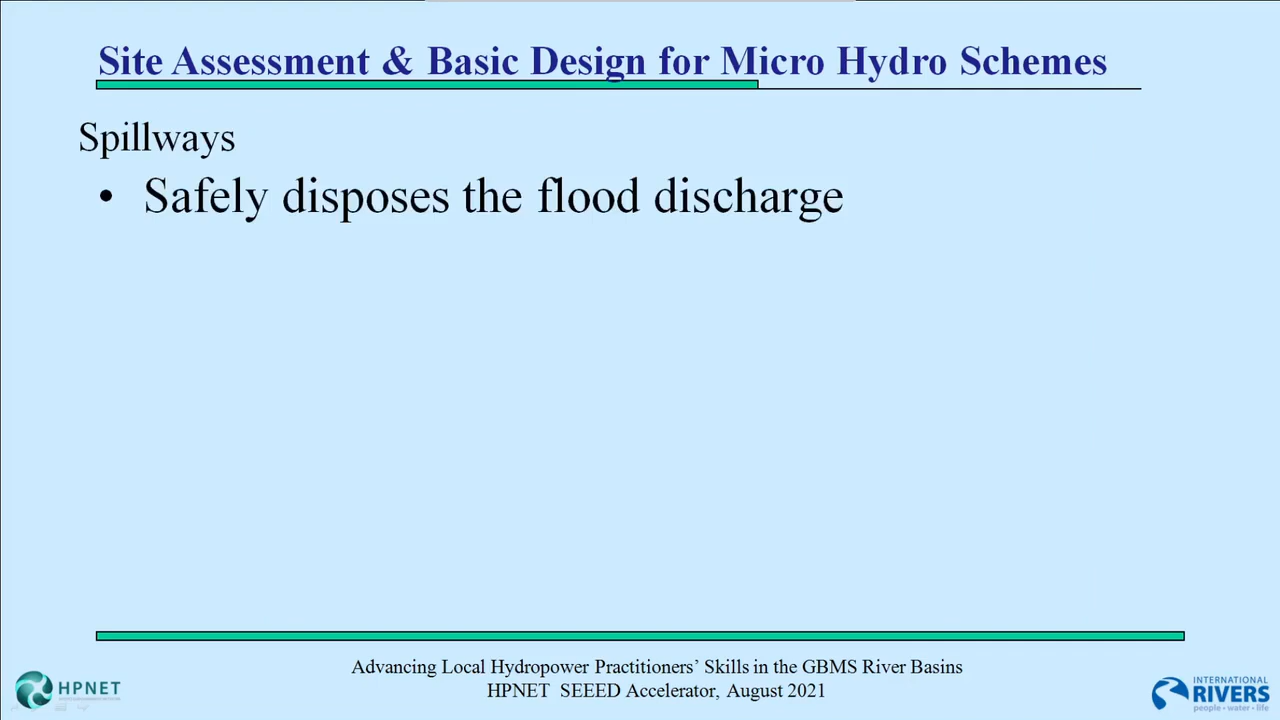 Site Assessment & Basic Design for Micro Hydro Schemes
Spillways
• Safely disposes the flood discharge
Advancing Local Hydropower Practitioners’ Skills in the GBMS River Basins
HPNET SEEED Accelerator, August 2021
HPNET
INTERNATIONAL
RIVERS
people • water • life